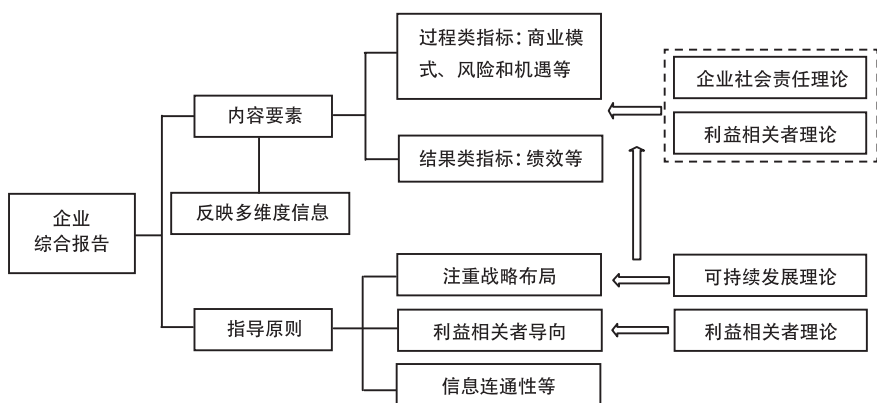 过程类指标：商业模
式、风险和机遇等
企业社会责任理论
内容要素
利益相关者理论
结果类指标：绩效等
反映多维度信息
企业
综合报告
注重战略布局
可持续发展理论
指导原则
利益相关者导向
利益相关者理论
信息连通性等